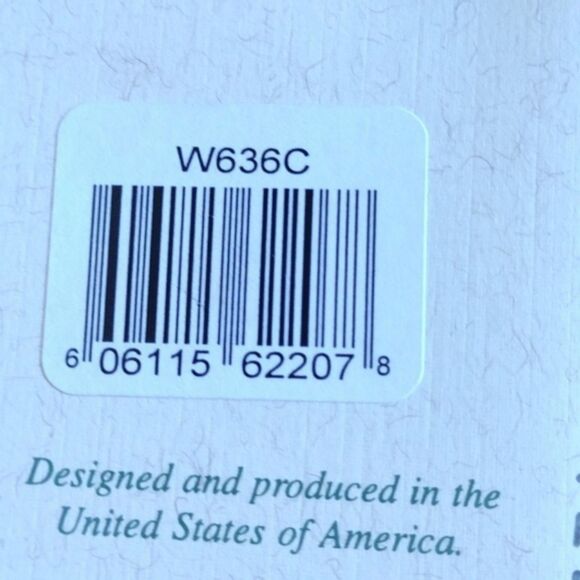 W636C
6 06115 62207 8
Designed and produced in the
United States of America.